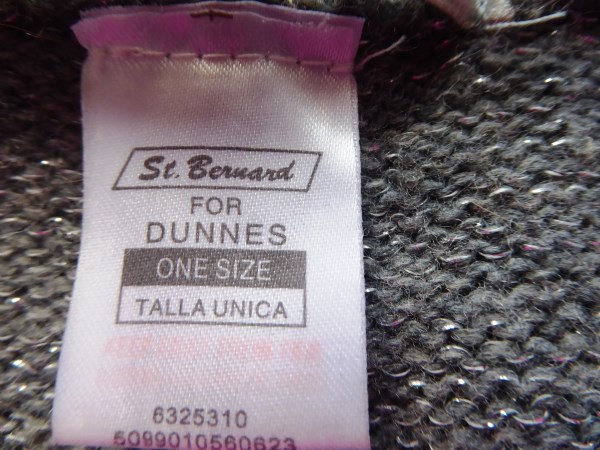 St. Bernard
FOR
DUNNES
ONE SIZE
TALLA UNICA
6325310
5099010560623